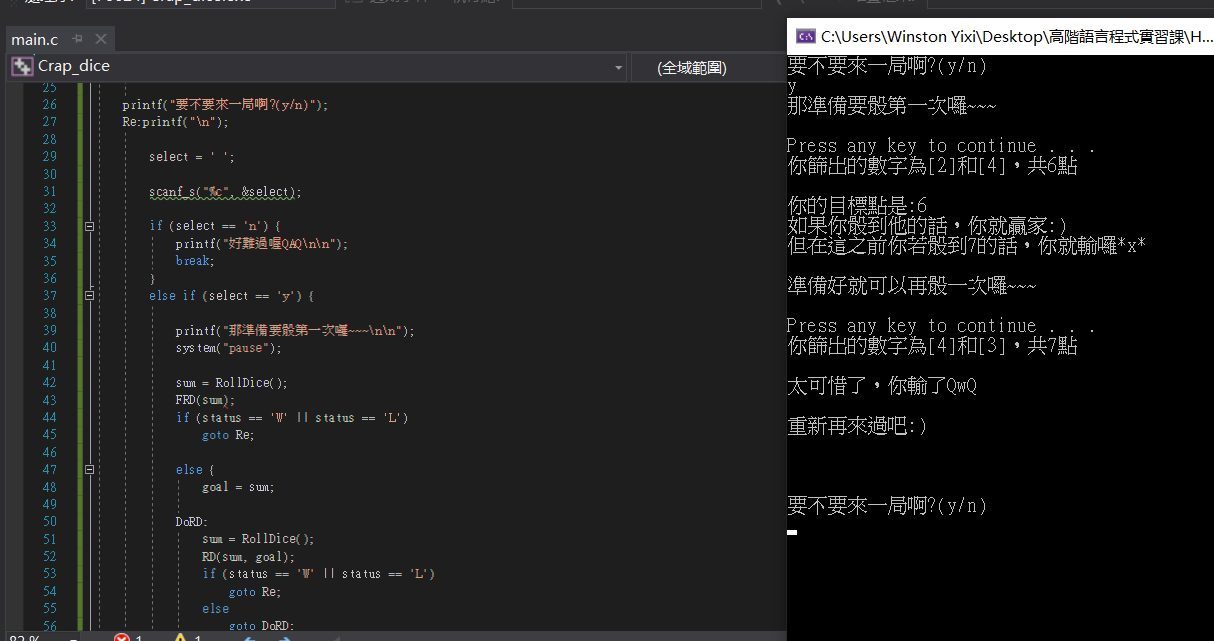 main.c
Crap_dice
(全域範圍)
25
26 printf("要不要來一局啊?(y/n)");
27 Re:printf("\n");
28
29 select = ' ';
30
31 scanf_s("%c", &select);
32
33 if (select == 'n') {
34 printf("好難過喔QAQ\n\n");
35 break;
36 }
37 else if (select == 'y') {
38
39 printf("那準備要骰第一次囉~~~\n\n");
40 system("pause");
41
42 sum = RollDice();
43 FRD(sum);
44 if (status == 'W' || status == 'L')
45 goto Re;
46
47 else {
48 goal = sum;
49
50 DoRD:
51 sum = RollDice();
52 RD(sum, goal);
53 if (status == 'W' || status == 'L')
54 goto Re;
55 else
56 goto DoRD:
C:\Users\Winston Yixi\Desktop\高階語言程式實習課\H...
要不要來一局啊?(y/n)
y
那準備要骰第一次囉~~~
Press any key to continue . . .
你篩出的數字為[2]和[4]，共6點
你的目標點是:6
如果你骰到他的話，你就贏家:)
但在這之前你若骰到7的話，你就輸囉*x*
準備好就可以再骰一次囉~~~
Press any key to continue . . .
你篩出的數字為[4]和[3]，共7點
太可惜了，你輸了QwQ
重新再來過吧:)
要不要來一局啊?(y/n)